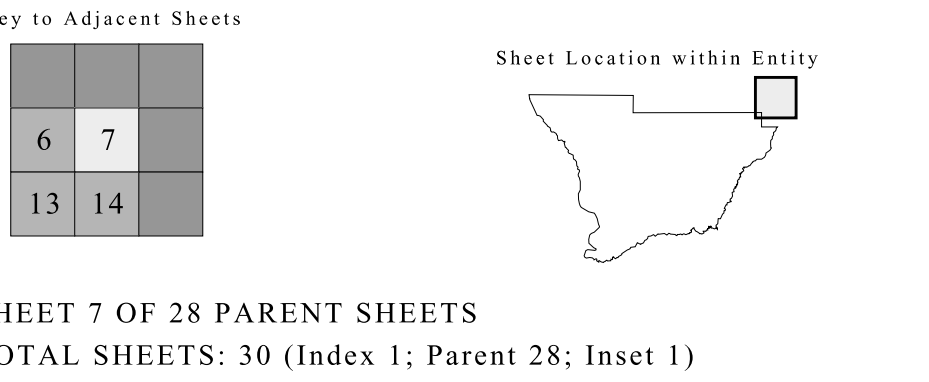 ey to Adjacent Sheets
Sheet Location within Entity
6 7
13 14
HEET 7 OF 28 PARENT SHEETS
OTAL SHEETS: 30 (Index 1; Parent 28; Inset 1)